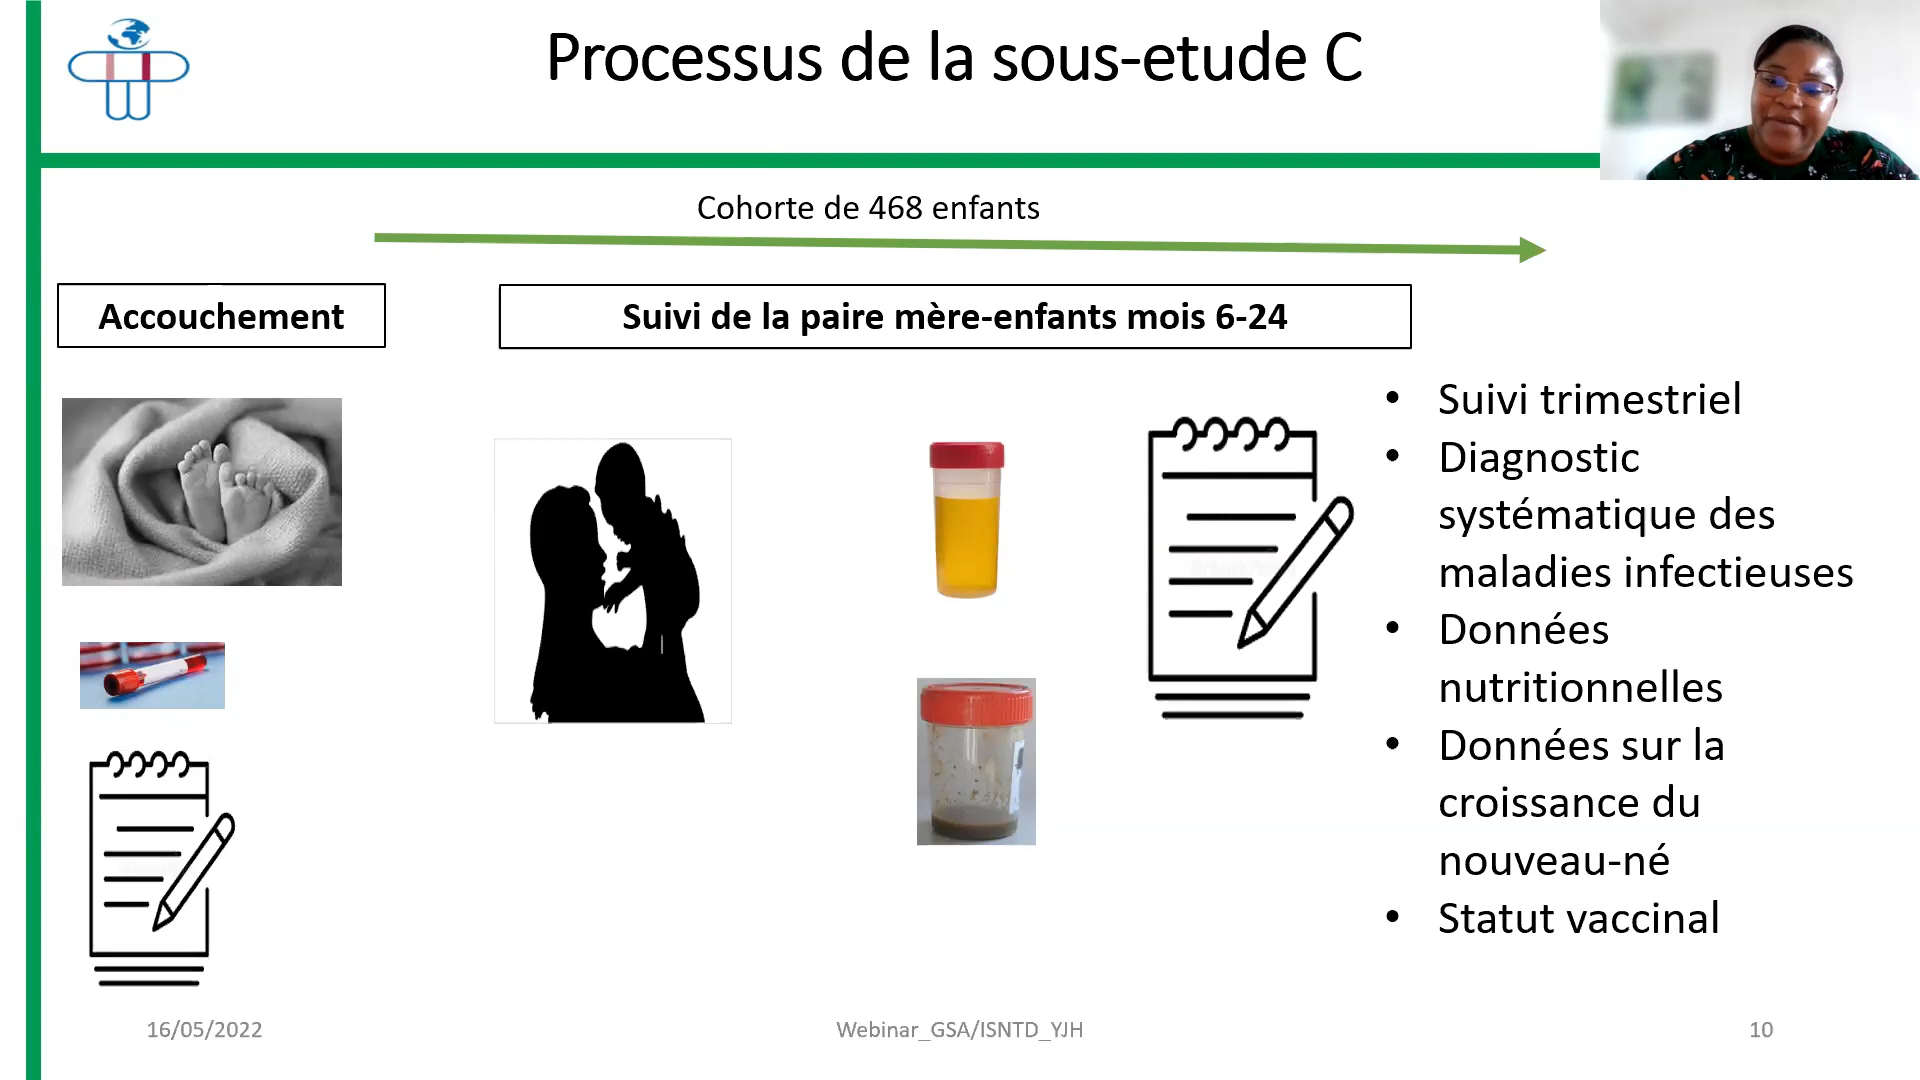 Processus de la sous-etude C
Cohorte de 468 enfants
Accouchement
Suivi de la paire mère-enfants mois 6-24
• Suivi trimestriel
• Diagnostic
systématique des
maladies infectieuses
• Données
nutritionnelles
• Données sur la
croissance du
nouveau-né
• Statut vaccinal
16/05/2022
Webinar_GSA/ISNTD_YJH
10